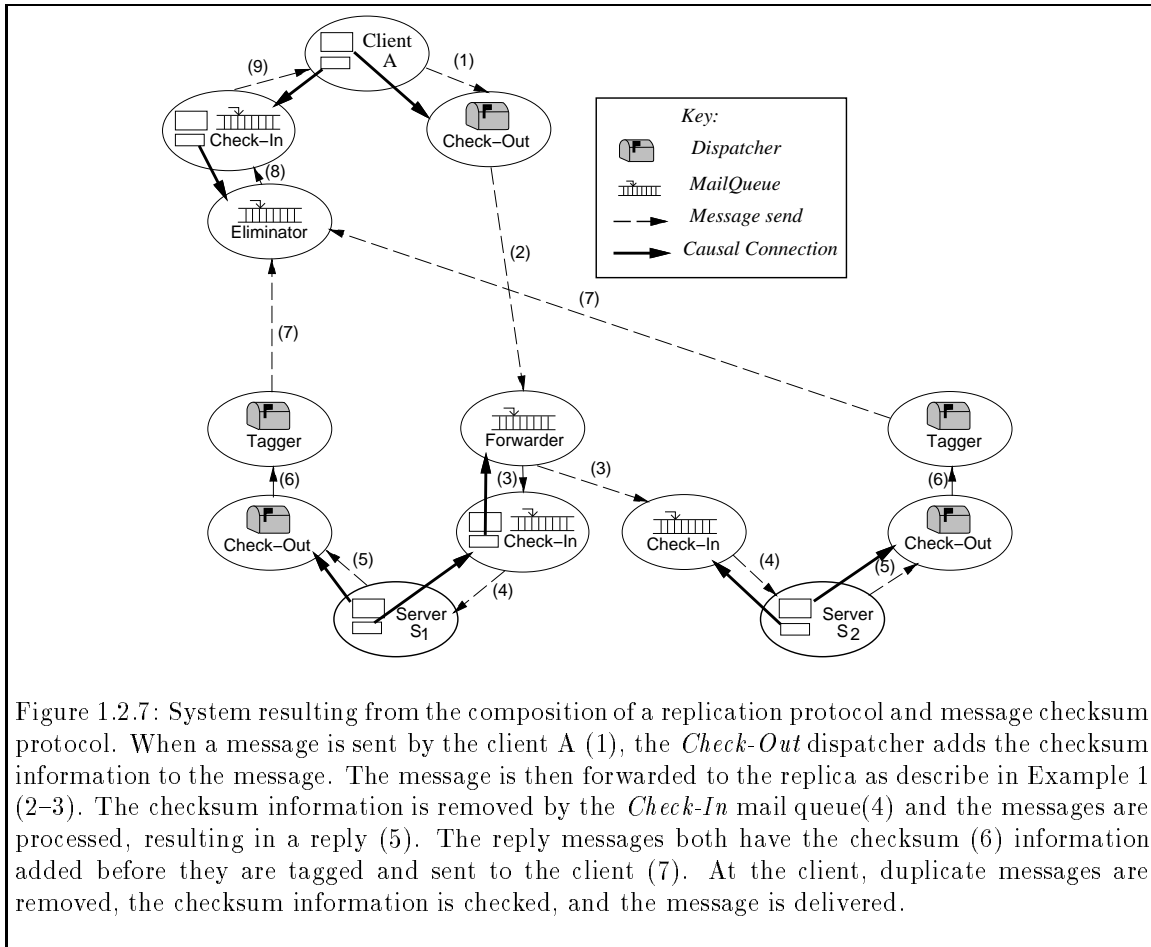 Client
A
(1)
(9)
Check–In
Check–Out
Key:
Dispatcher
MailQueue
Message send
Causal Connection
(8)
Eliminator
(2)
(7)
(7)
Tagger
Forwarder
Tagger
(6)
(3)
(3)
(6)
Check–Out
Check–In
Check–In
Check–Out
(5)
(4)
(4)
(5)
Server
S1
Server
S2
Figure 1.2.7: System resulting from the composition of a replication protocol and message checksum
protocol. When a message is sent by the client A (1), the Check-Out dispatcher adds the checksum
information to the message. The message is then forwarded to the replica as describe in Example 1
(2–3). The checksum information is removed by the Check-In mail queue(4) and the messages are
processed, resulting in a reply (5). The reply messages both have the checksum (6) information
added before they are tagged and sent to the client (7). At the client, duplicate messages are
removed, the checksum information is checked, and the message is delivered.